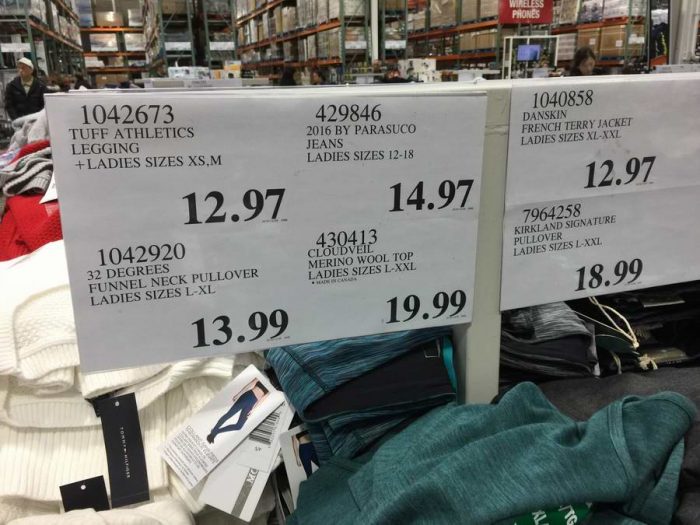 WIRELESS
PHONES
1042673
TUFF ATHLETICS
LEGGING
+LADIES SIZES XS,M
12.97
429846
2016 BY PARASUCO
JEANS
LADIES SIZES 12-18
14.97
1042920
32 DEGREES
FUNNEL NECK PULLOVER
LADIES SIZES L-XL
13.99
430413
CLOUDVEIL
MERINO WOOL TOP
LADIES SIZES L-XXL
• MADE IN CANADA
19.99
1040858
DANSKIN
FRENCH TERRY JACKET
LADIES SIZES XL-XXL
12.97
7964258
KIRKLAND SIGNATURE
PULLOVER
LADIES SIZES L-XXL
18.99
TOMMY HILFIGER
XL